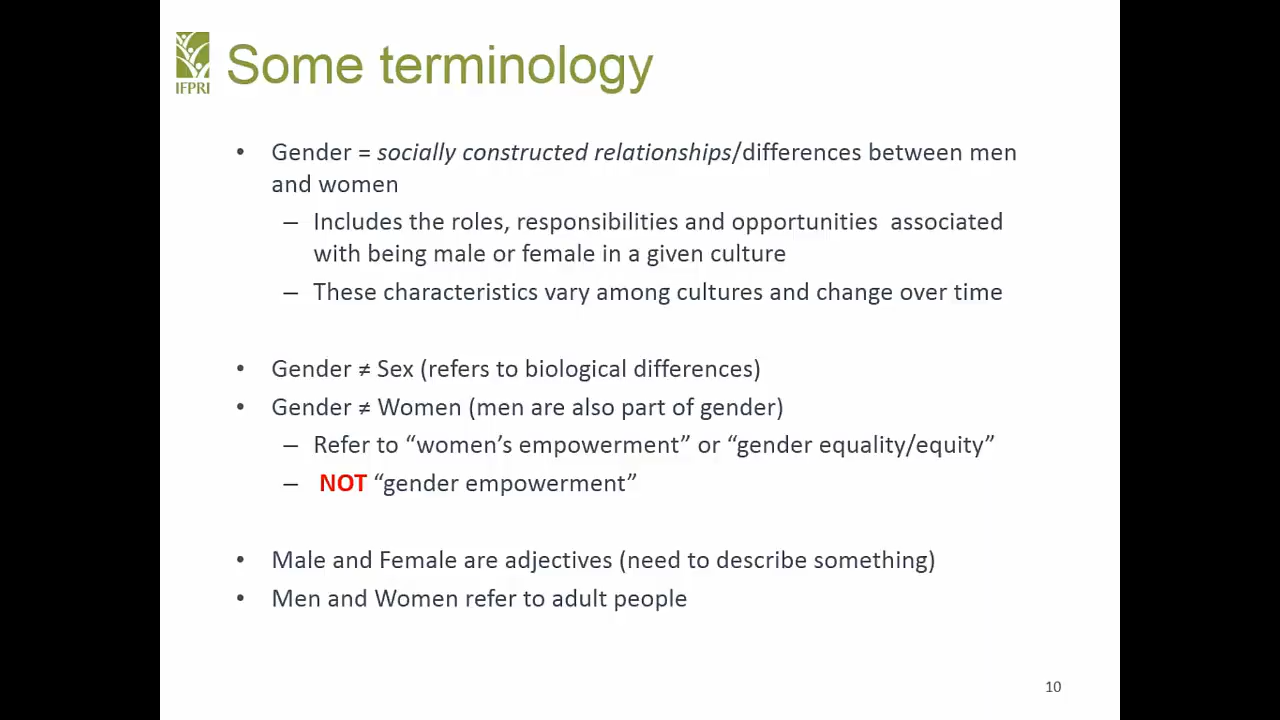 IFPRI
Some terminology
• Gender = socially constructed relationships/differences between men
and women
– Includes the roles, responsibilities and opportunities  associated
with being male or female in a given culture
– These characteristics vary among cultures and change over time
• Gender ≠ Sex (refers to biological differences)
• Gender ≠ Women (men are also part of gender)
– Refer to “women’s empowerment” or “gender equality/equity”
– NOT “gender empowerment”
• Male and Female are adjectives (need to describe something)
• Men and Women refer to adult people
10